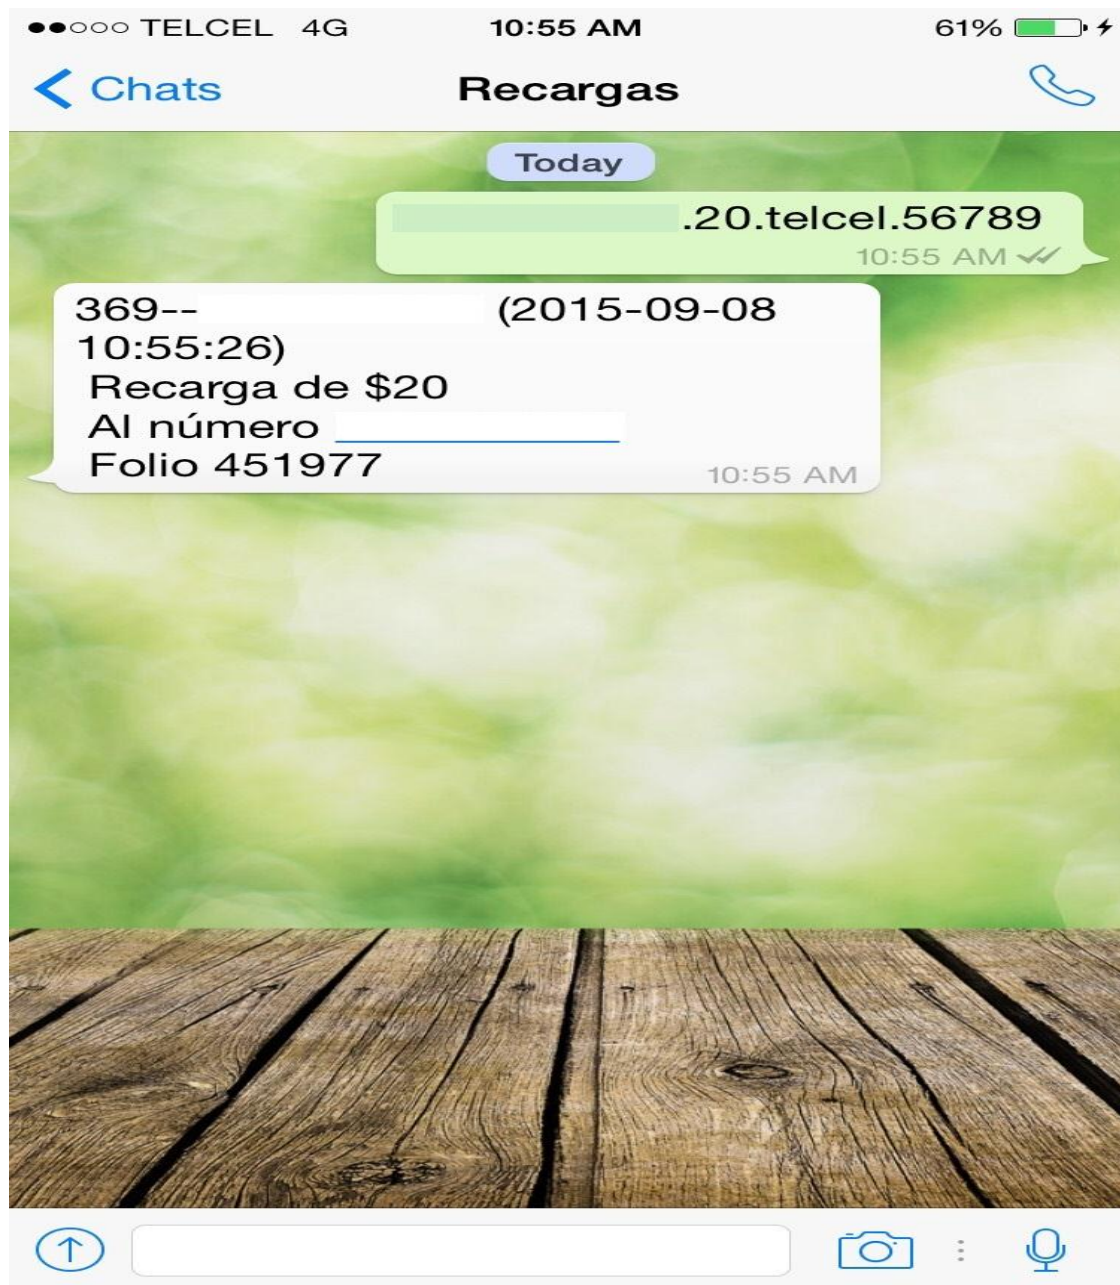 TELCEL 4G 10:55 AM 61%
Chats Recargas
Today
.20.telcel.56789
10:55 AM
369-- (2015-09-08
10:55:26)
Recarga de $20
Al número
Folio 451977 10:55 AM